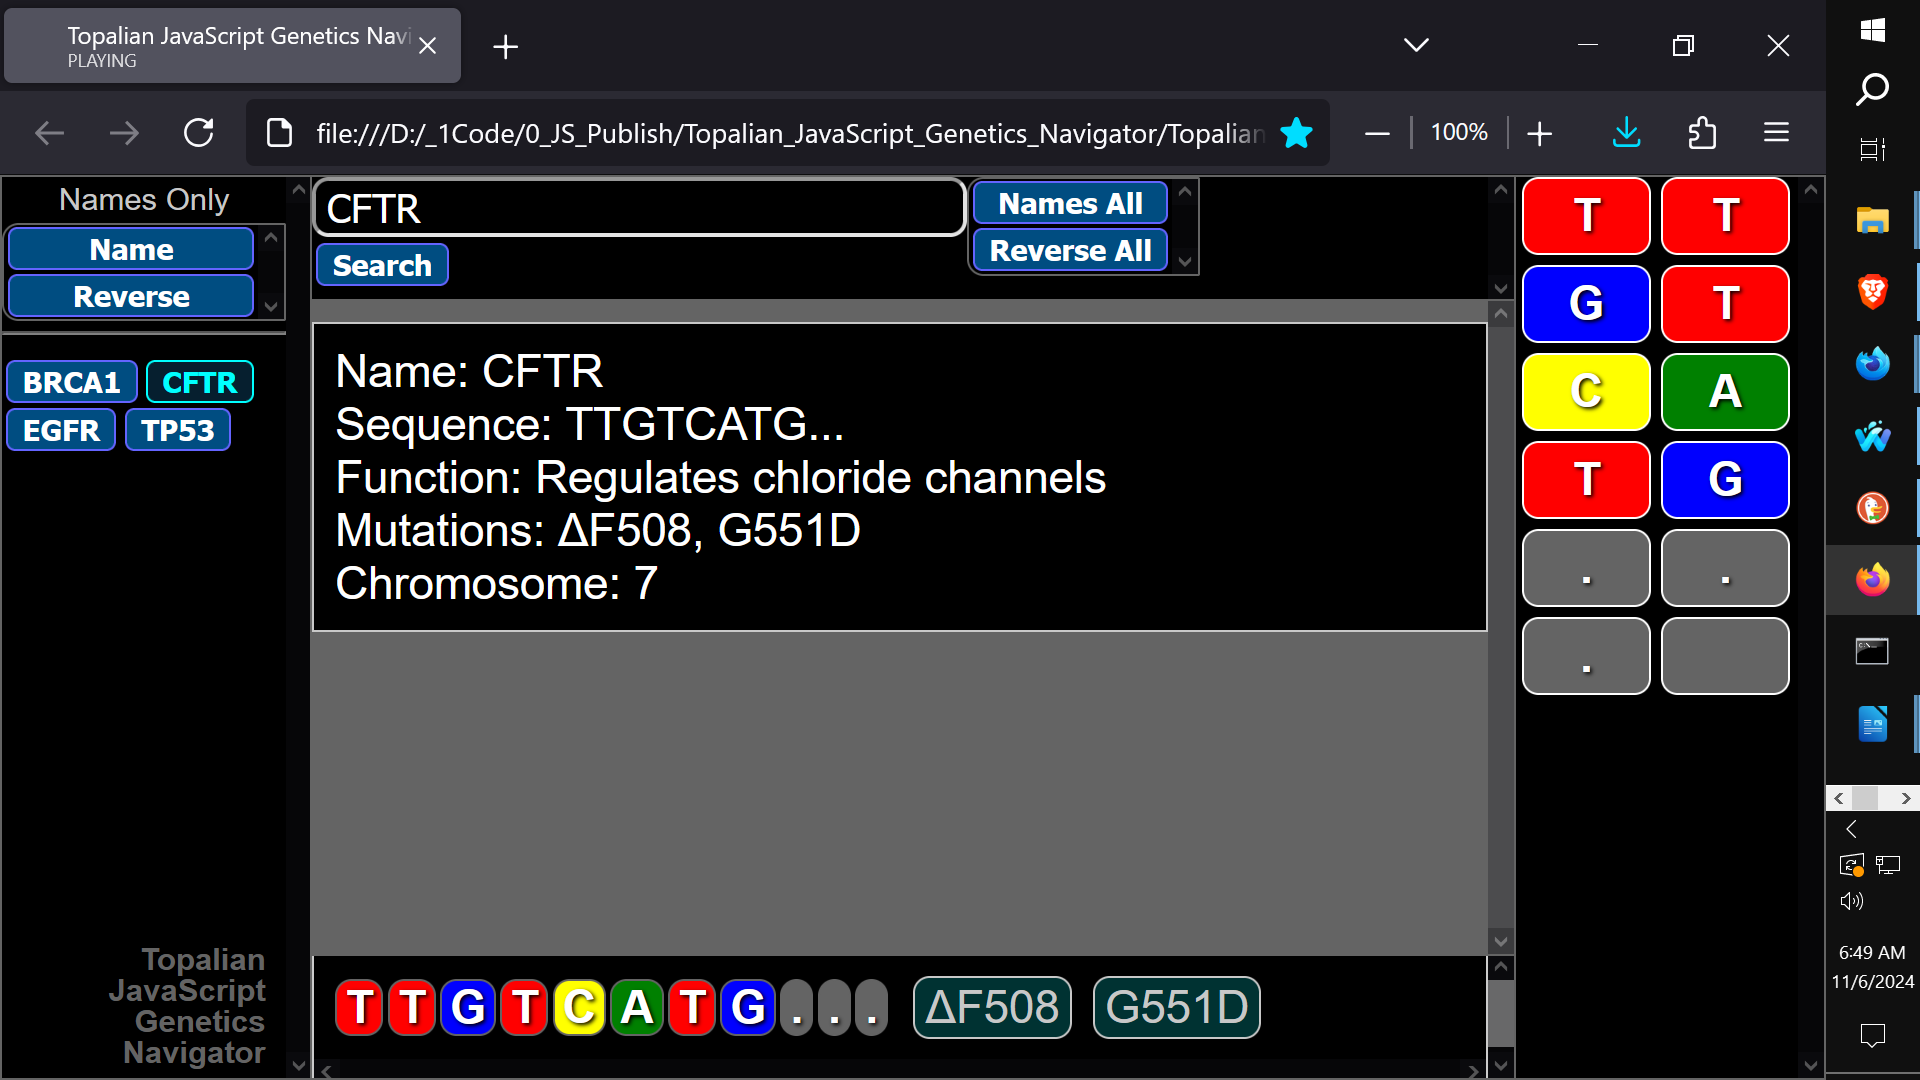 Topalian JavaScript Genetics Navi
PLAYING
file:///D:/_1Code/0_JS_Publish/Topalian_JavaScript_Genetics_Navigator/Topalian
100%
Names Only
Name
Reverse
BRCA1 CFTR
EGFR TP53
Topalian
JavaScript
Genetics
Navigator
CFTR
Search
Names All
Reverse All
Name: CFTR
Sequence: TTGTCATG...
Function: Regulates chloride channels
Mutations: ΔF508, G551D
Chromosome: 7
T T G T C A T G . . . ΔF508 G551D
T T
G T
C A
T G
. .
.
6:49 AM
11/6/2024